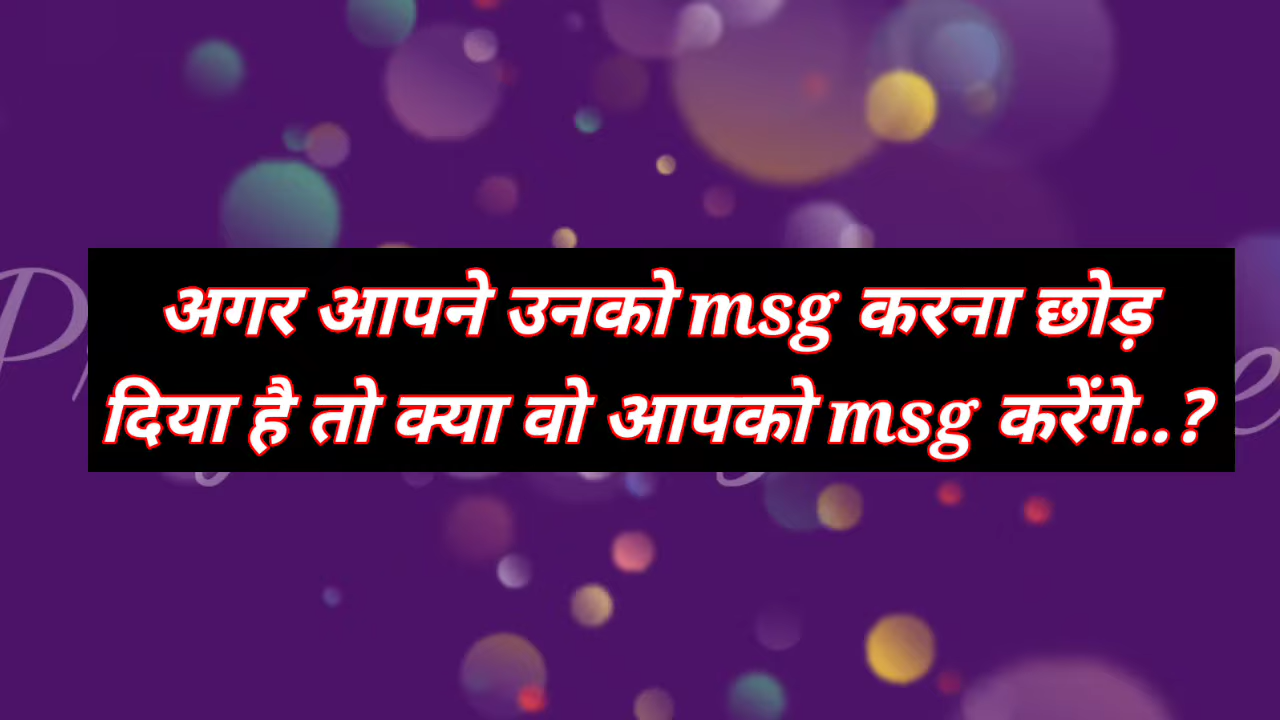 अगर आपने उनको msg करना छोड़
दिया है तो क्या वो आपको msg करेंगे..?